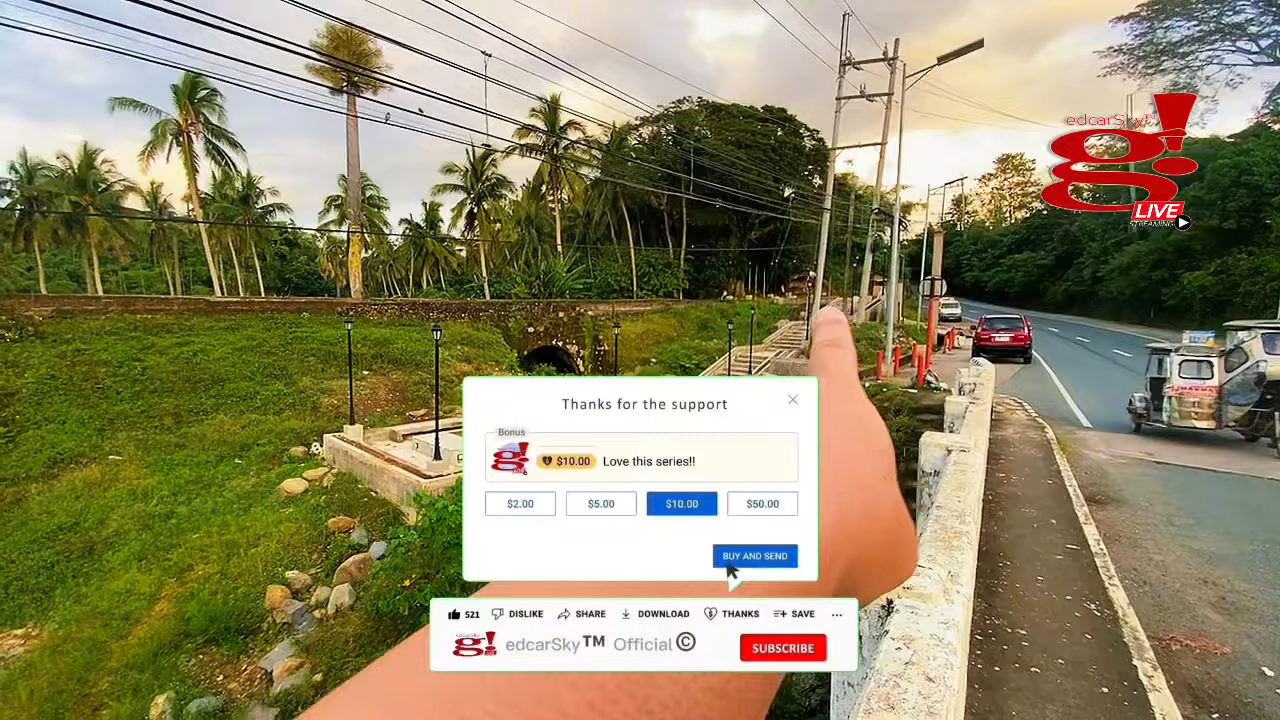 edcarSky™
g!
LIVE
STREAMING
Thanks for the support
Bonus
g!
$10.00 Love this series!!
$2.00 $5.00 $10.00 $50.00
BUY AND SEND
521 DISLIKE SHARE DOWNLOAD THANKS SAVE ...
g! edcarSky™ Official © SUBSCRIBE